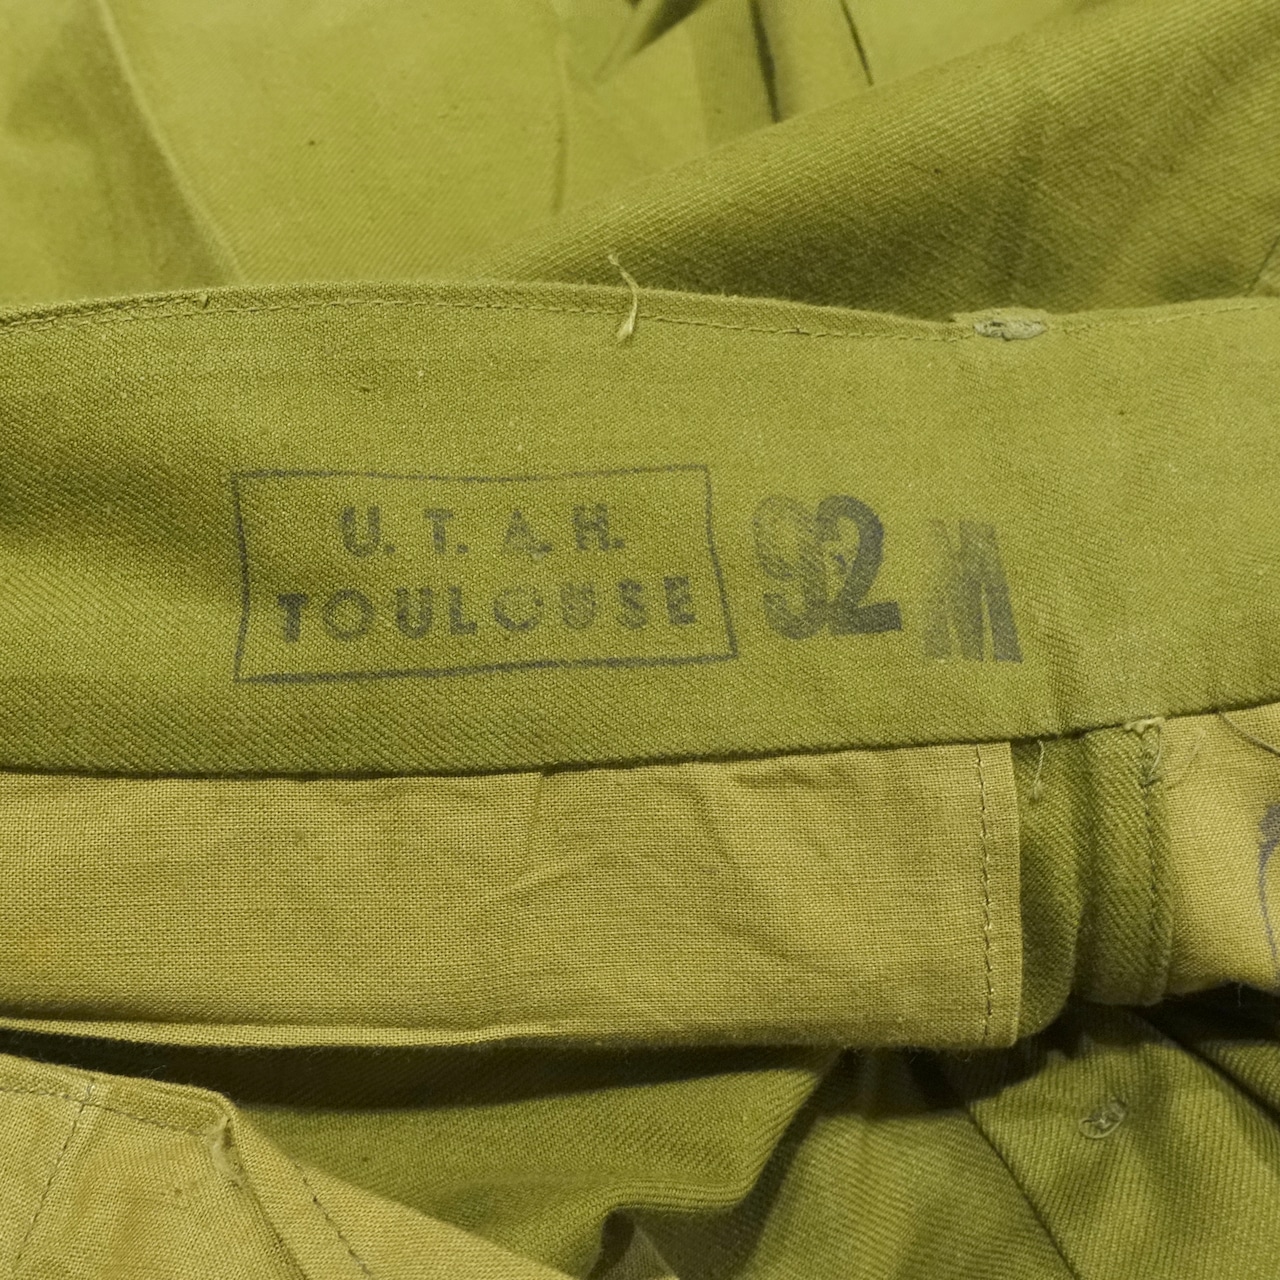 U. T. A. H.
TOULOUSE
92 M